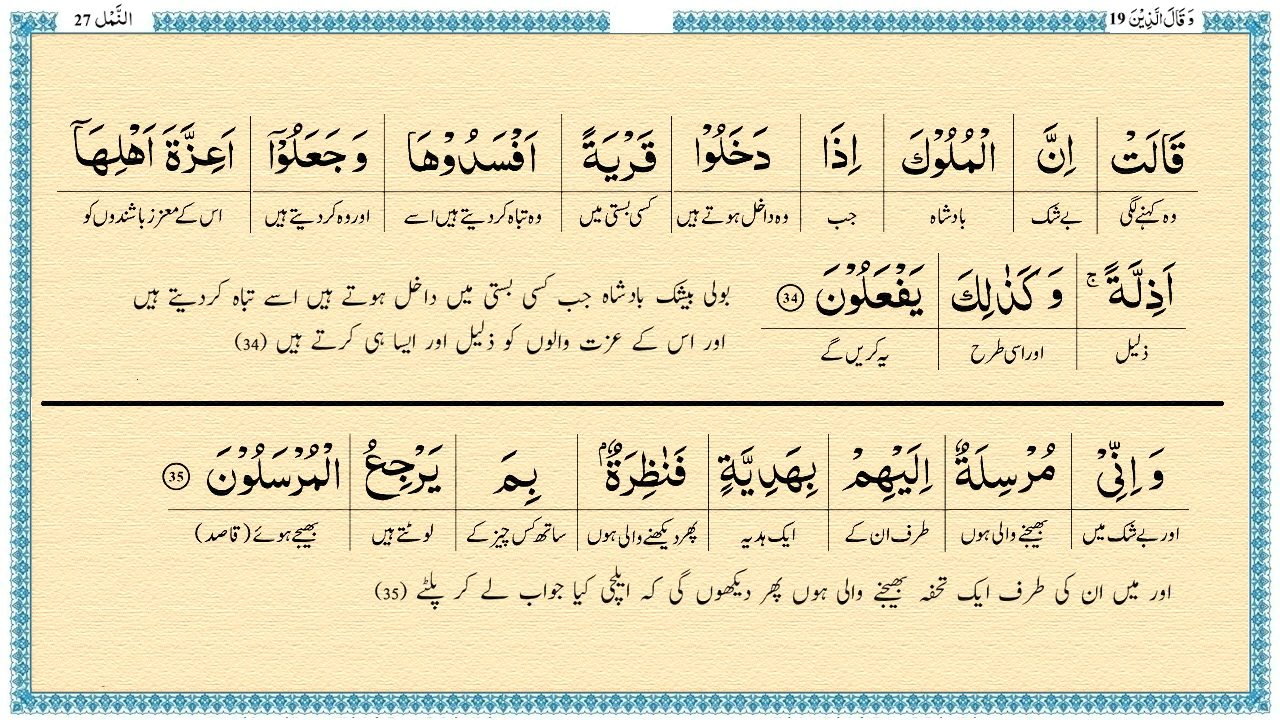 وَقَالَ الَّذِیْنَ 19
النَّمْل 27
قَالَتْ اِنَّ الْمُلُوْكَ اِذَا دَخَلُوْا قَرْیَةً اَفْسَدُوْهَا وَ جَعَلُوْۤا اَعِزَّةَ اَهْلِهَاۤ
وہ کہنے لگی بے شک بادشاہ جب وہ داخل ہوتے ہیں کسی بستی میں وہ تباہ کردیتے ہیں اسے اور وہ کردیتے ہیں اس کے معزز باشندوں کو
اَذِلَّةًۚ وَ كَذٰلِكَ یَفْعَلُوْنَ 34
ذلیل اور اسی طرح یہ کریں گے
بولی بیشک بادشاہ جب کسی بستی میں داخل ہوتے ہیں اسے تباہ کردیتے ہیں
اور اس کے عزت والوں کو ذلیل اور ایسا ہی کرتے ہیں (34)
وَ اِنِّیْ مُرْسِلَةٌ اِلَیْهِمْ بِهَدِیَّةٍ فَنٰظِرَةٌۢ بِمَ یَرْجِعُ الْمُرْسَلُوْنَ 35
اور بے شک میں بھیجنے والی ہوں طرف ان کے ایک ہدیہ پھر دیکھنے والی ہوں ساتھ کس چیز کے لوٹتے ہیں بھیجے ہوئے (قاصد)
اور میں ان کی طرف ایک تحفہ بھیجنے والی ہوں پھر دیکھوں گی کہ ایلچی کیا جواب لے کر پلٹے (35)